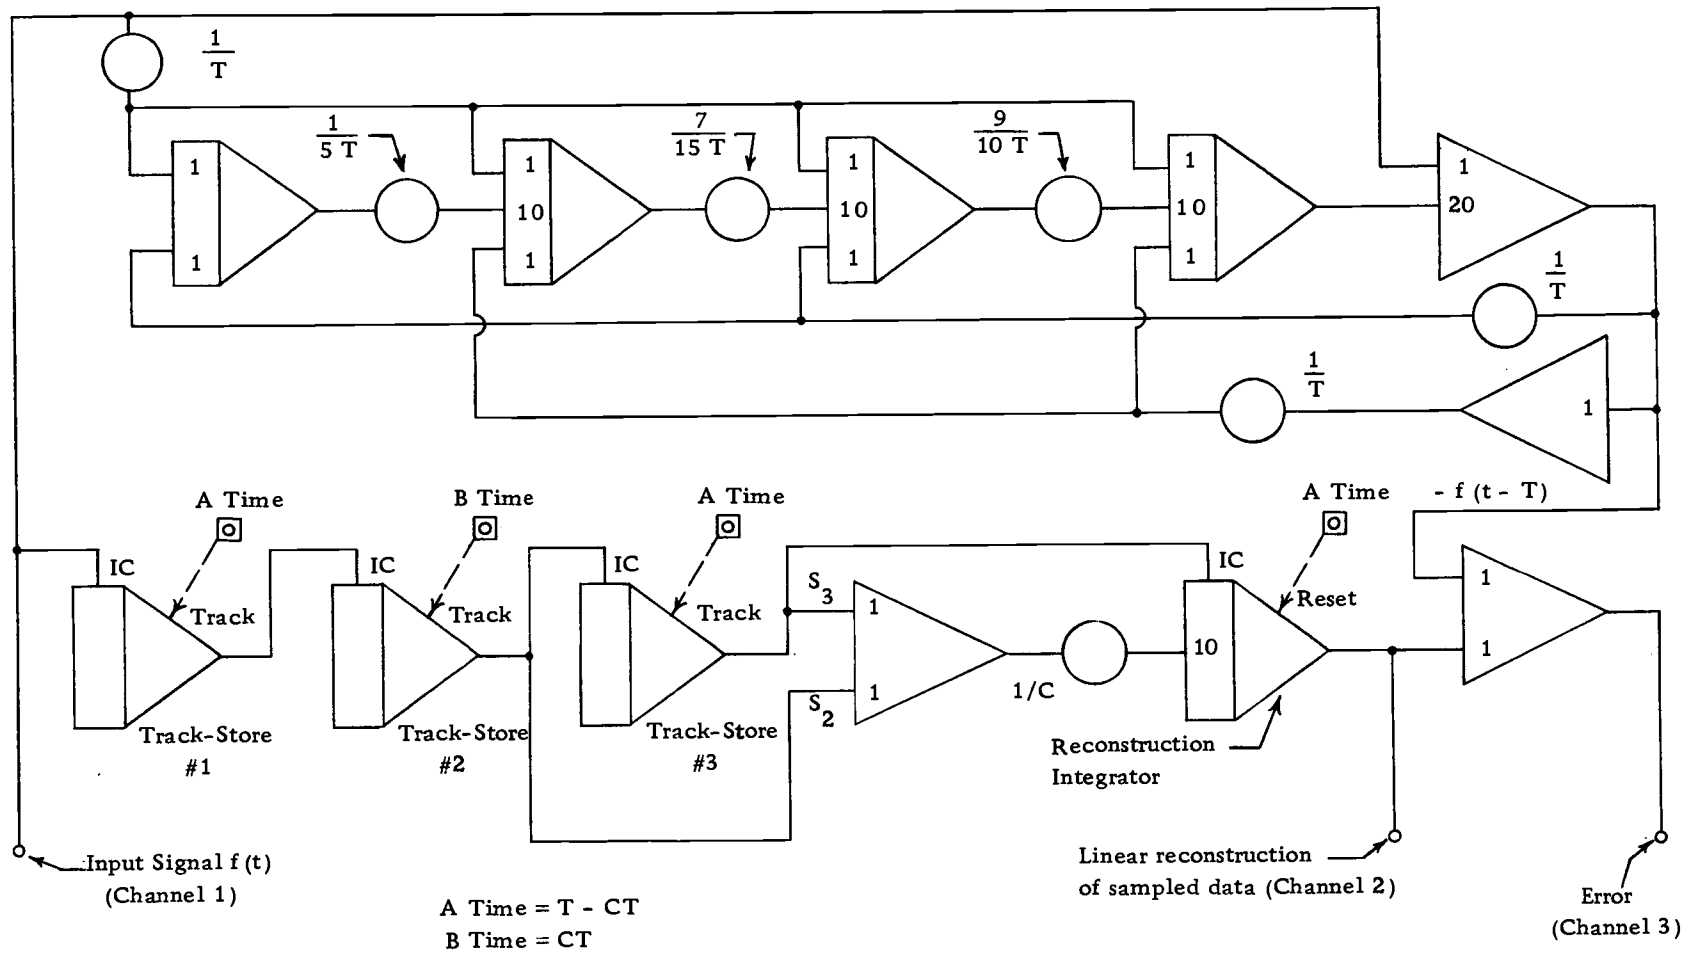 1
T
1
5 T
7
15 T
9
10 T
1
1
1
10
1
1
10
1
1
10
1
1
20
1
T
1
T
1
A Time
B Time
A Time
A Time
- f (t - T)
IC
Track
IC
Track
IC
Track
S3
1
1
S2
1/C
IC
Reset
10
1
1
Track-Store
#1
Track-Store
#2
Track-Store
#3
Reconstruction
Integrator
Input Signal f (t)
(Channel 1)
Linear reconstruction
of sampled data (Channel 2)
Error
(Channel 3)
A Time = T - CT
B Time = CT